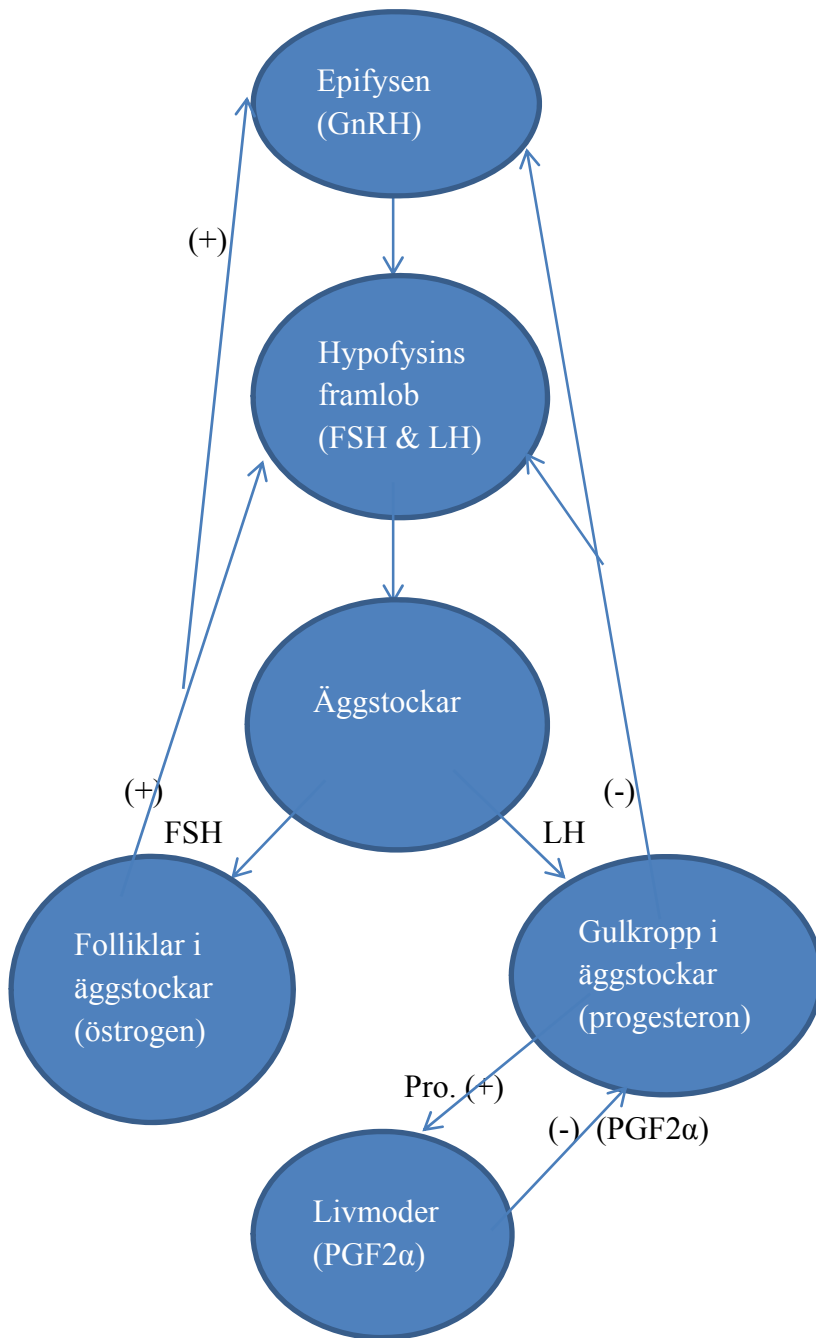 Epifysen
(GnRH)
(+)
Hypofysins
framlob
(FSH & LH)
Äggstockar
(+)
(-)
FSH
LH
Folliklar i
äggstockar
(östrogen)
Gulkropp i
äggstockar
(progesteron)
Pro. (+)
(-) (PGF2α)
Livmoder
(PGF2α)